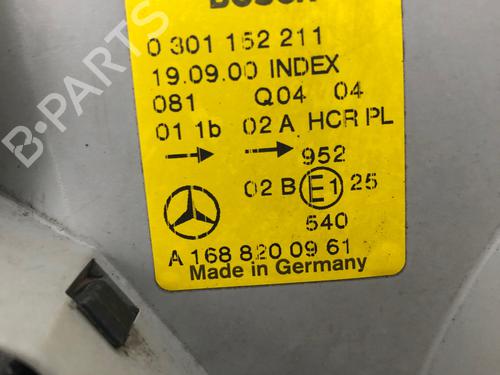 BOSCH
0 301 152 211
19.09.00 INDEX
081 Q04 04
01 1b 02 A HCR PL
952
02 B E1 25
540
A 168 820 09 61
Made in Germany